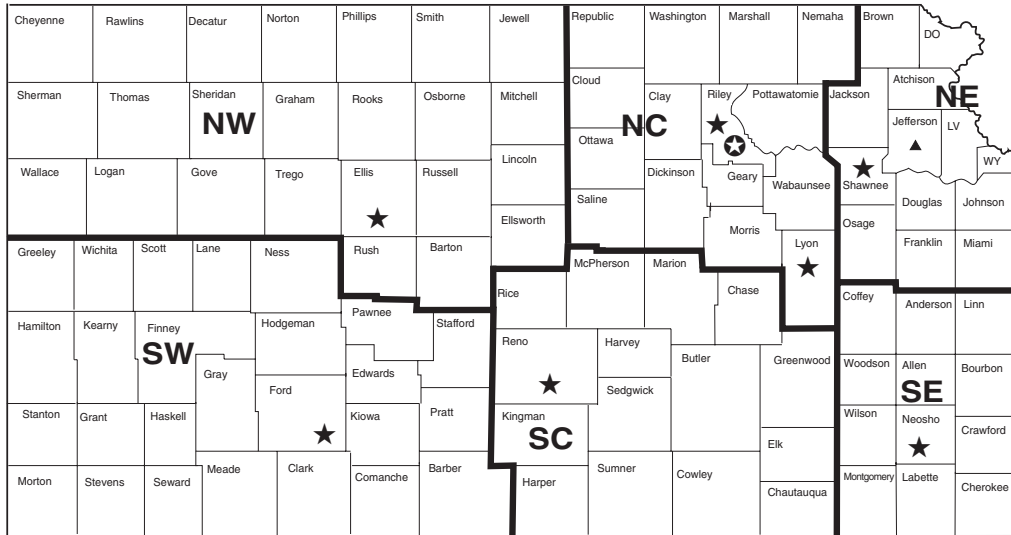 Cheyenne Rawlins Decatur Norton Phillips Smith Jewell Republic Washington Marshall Nemaha Brown
DO
Sherman Thomas Sheridan Graham Rooks Osborne Mitchell Cloud Clay Riley Pottawatomie Jackson Atchison
NW NC NE
Ottawa Jefferson LV
Wallace Logan Gove Trego Ellis Russell Lincoln Dickinson Geary Wabaunsee Shawnee WY
Saline Douglas Johnson
Ellsworth Morris Osage
Greeley Wichita Scott Lane Ness Rush Barton Lyon Franklin Miami
McPherson Marion
Rice Chase Coffey Anderson Linn
Hamilton Kearny Finney Hodgeman Pawnee Stafford
SW
Reno Harvey Butler Greenwood Woodson Allen Bourbon
Gray Edwards SE
Ford Sedgwick
Stanton Grant Haskell Kiowa Pratt Kingman Wilson Neosho
SC Crawford
Elk
Morton Stevens Seward Meade Clark Comanche Barber Harper Sumner Cowley Montgomery Labette Cherokee
Chautauqua